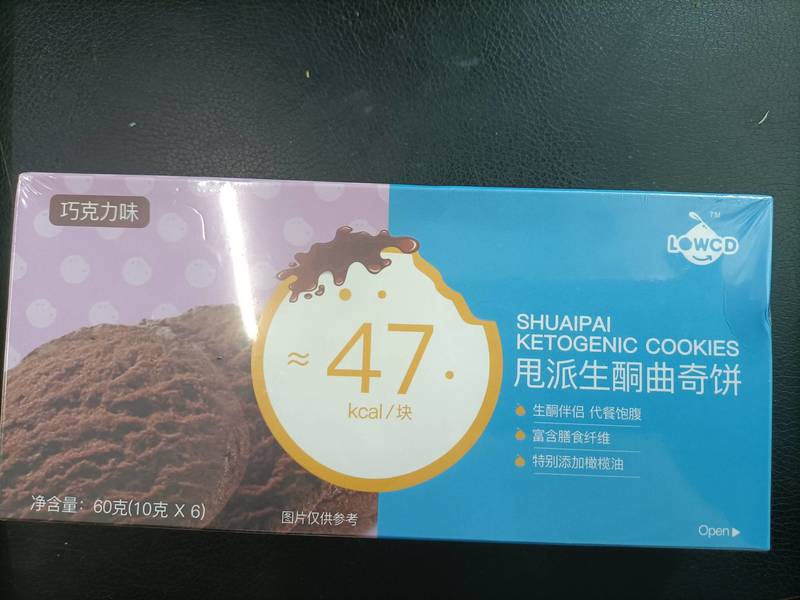 巧克力味
TM
LOWCD
≈ 47
kcal/块
SHUAIPAI
KETOGENIC COOKIES
甩派生酮曲奇饼
生酮伴侣 代餐饱腹
富含膳食纤维
特别添加橄榄油
净含量：60克(10克 X 6)
图片仅供参考
Open